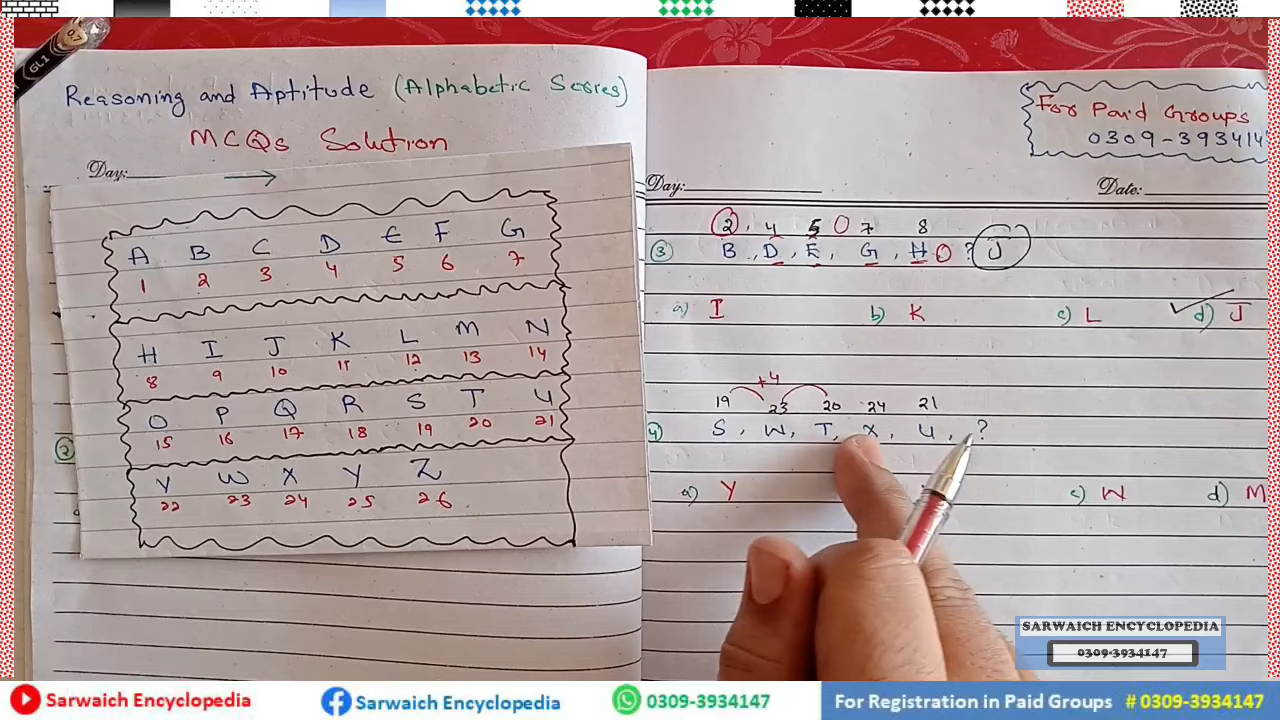 GL1
0.7
Reasoning and Aptitude (Alphabetic Series)
MCQs Solution
Day:
A B C D E F G
1 2 3 4 5 6 7
H I J K L M N
8 9 10 11 12 13 14
O P Q R S T U
15 16 17 18 19 20 21
V W X Y Z
22 23 24 25 26
2
For Paid Groups
0309-393414
Day: Date:
2, 4 5 7 8
3 B, D, E, G, H, ? J
a) I b) K c) L d) J
+4
19 23 20 24 21
4 S, W, T, X, U, ?
a) Y c) W d) M
SARWAICH ENCYCLOPEDIA
0309-3934147
Sarwaich Encyclopedia Sarwaich Encyclopedia 0309-3934147 For Registration in Paid Groups # 0309-3934147